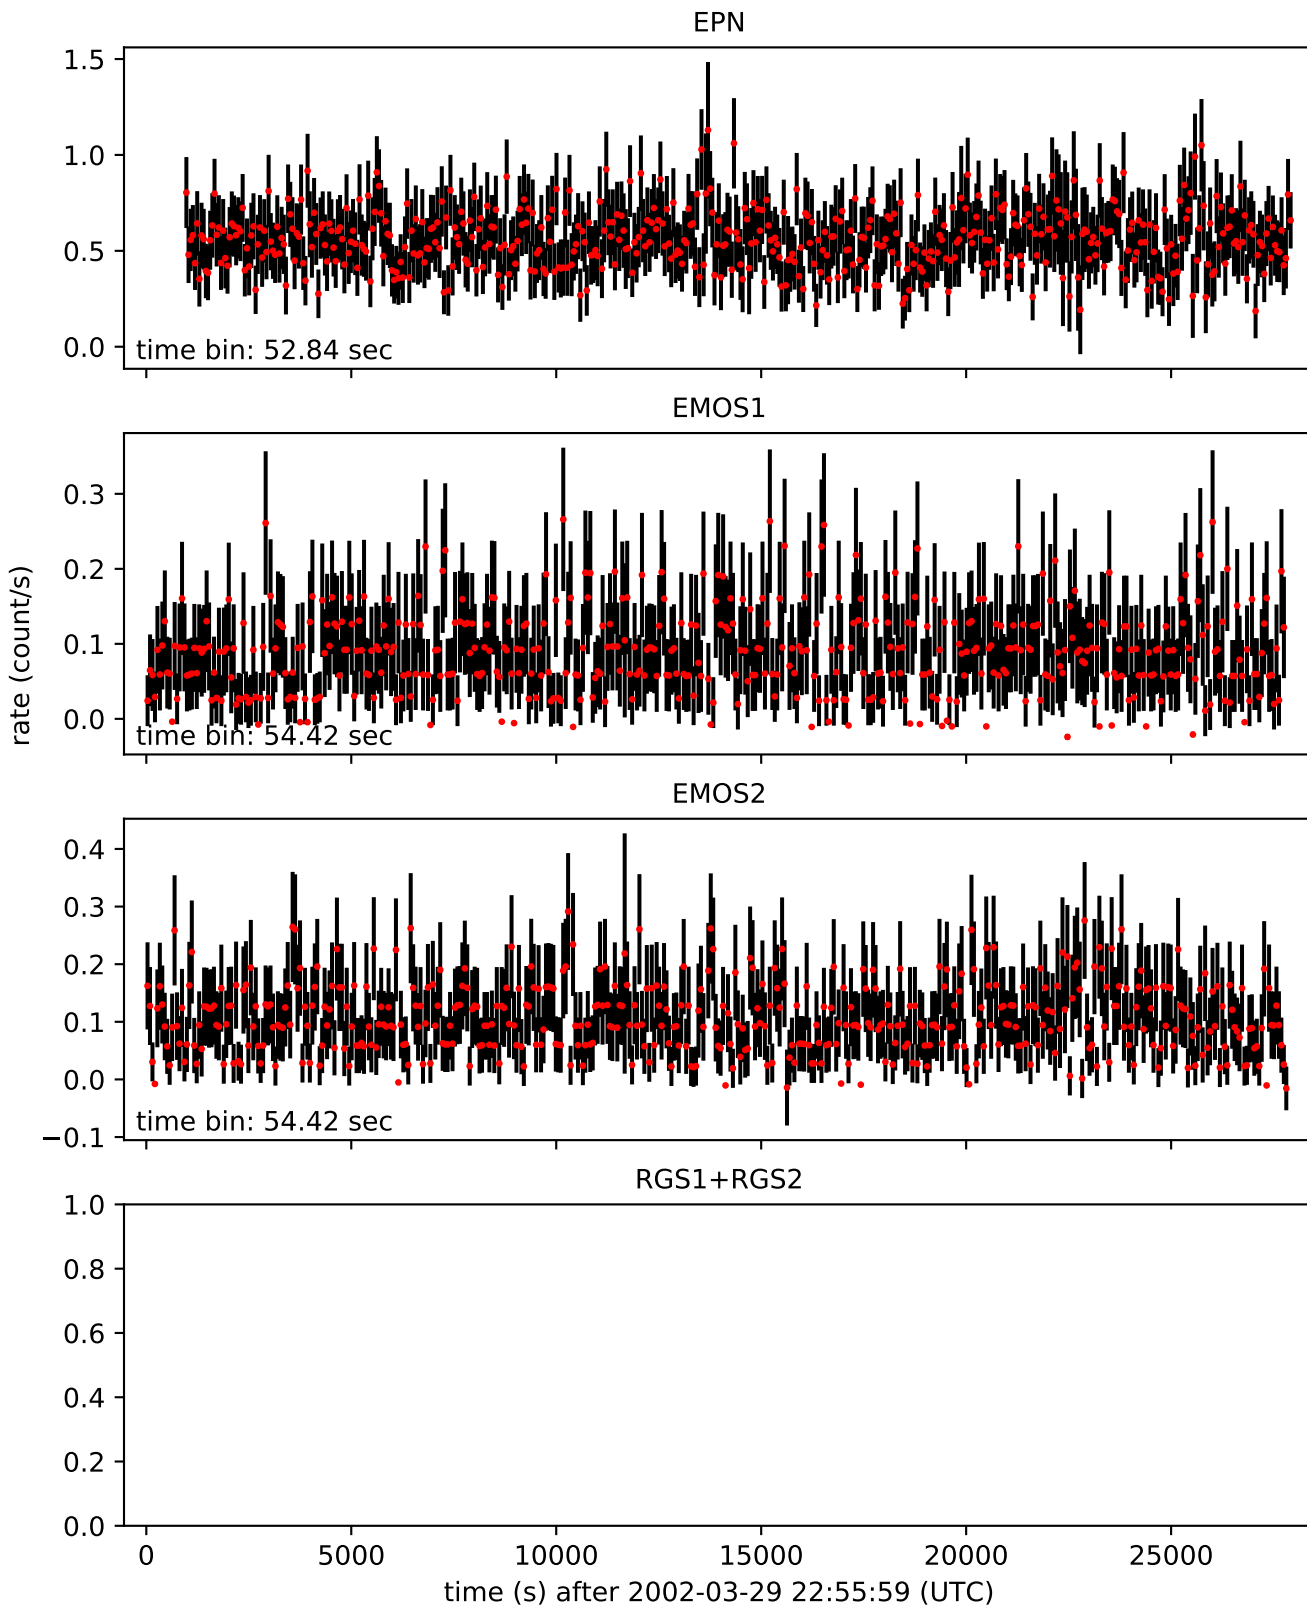 EPN
1.5
1.0
0.5
0.0
time bin: 52.84 sec
EMOS1
0.3
0.2
0.1
0.0
time bin: 54.42 sec
rate (count/s)
EMOS2
0.4
0.3
0.2
0.1
0.0
−0.1
time bin: 54.42 sec
RGS1+RGS2
1.0
0.8
0.6
0.4
0.2
0.0
0 5000 10000 15000 20000 25000
time (s) after 2002-03-29 22:55:59 (UTC)